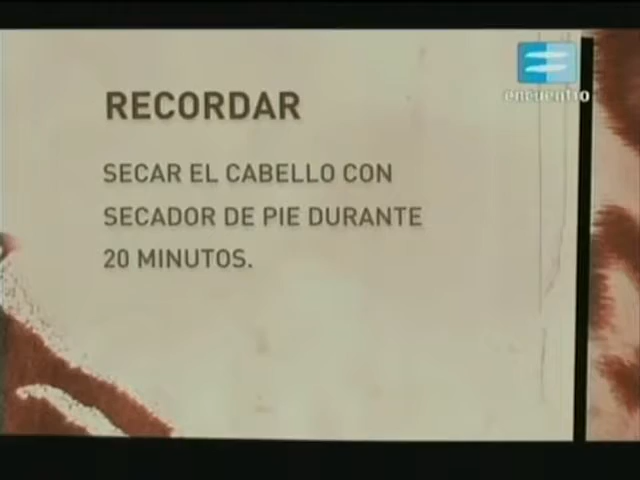 encuentro
RECORDAR
SECAR EL CABELLO CON
SECADOR DE PIE DURANTE
20 MINUTOS.